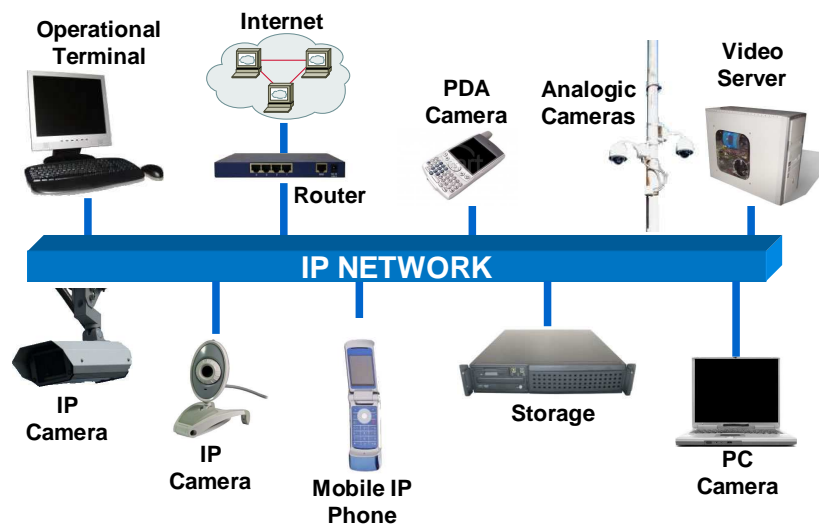 Operational
Terminal
Internet
PDA
Camera
Analogic
Cameras
Video
Server
Router
IP NETWORK
IP
Camera
IP
Camera
Mobile IP
Phone
Storage
PC
Camera